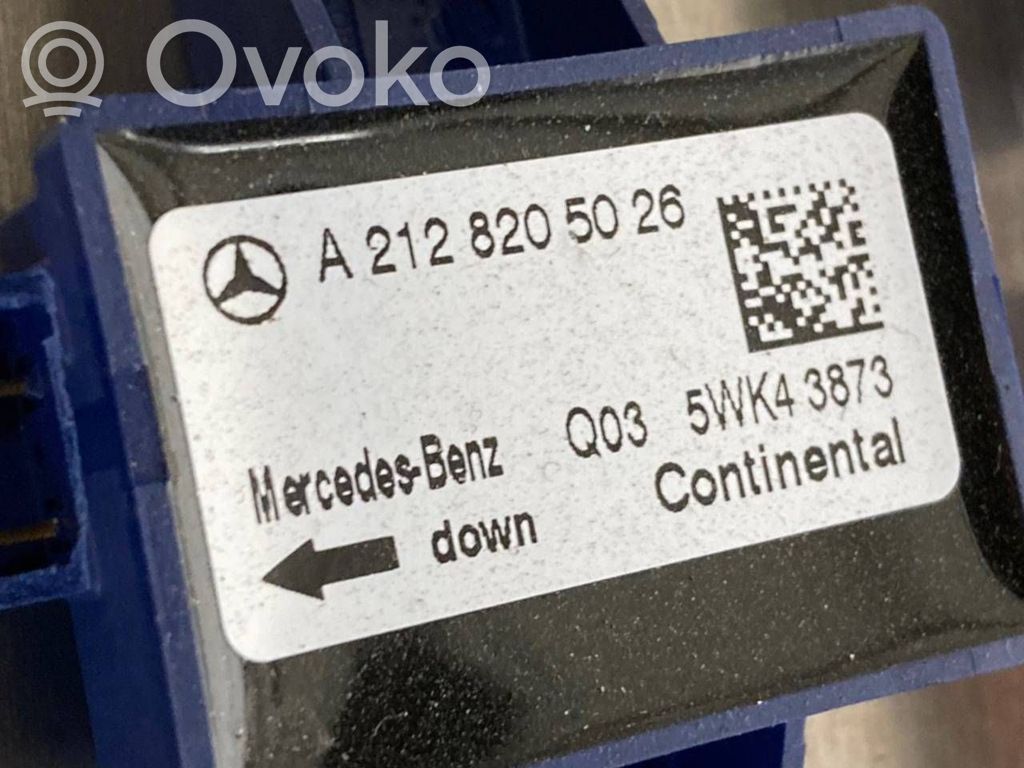 Ovoko
A 212 820 50 26
Q03 5WK4 3873
Mercedes-Benz
Continental
down